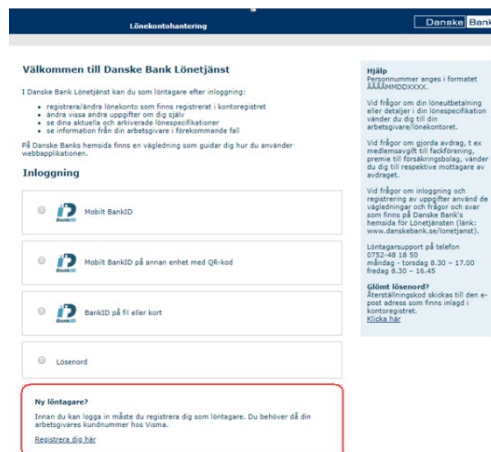 Lönekontohantering
Danske Bank
Välkommen till Danske Bank Lönetjänst
I Danske Bank Lönetjänst kan du som löntagare efter inloggning:
registrera/ändra lönekonto som finns registrerat i kontoregistret
ändra vissa andra uppgifter om dig själv
se dina aktuella och arkiverade lönespecifikationer
se information från din arbetsgivare i förekommande fall
På Danske Banks hemsida finns en vägledning som guidar dig hur du använder
webbapplikationen.
Inloggning
BankID
Mobilt BankID
BankID
Mobilt BankID på annan enhet med QR-kod
BankID
BankID på fil eller kort
Lösenord
Ny löntagare?
Innan du kan logga in måste du registrera dig som löntagare. Du behöver då din
arbetsgivares kundnummer hos Visma.
Registrera dig här
Hjälp
Personnummer anges i formatet
ÅÅÅÅMMDDXXXX.
Vid frågor om din löneutbetalning
eller detaljer i din lönespecifikation
vänder du dig till din
arbetsgivare/lönekontoret.
Vid frågor om gjorda avdrag, t ex
medlemsavgift till fackförening,
premie till försäkringsbolag, vänder
du dig till respektive mottagare av
avdraget.
Vid frågor om inloggning och
registrering av uppgifter använd de
vägledningar och frågor och svar
som finns på Danske Bank's
hemsida för Lönetjänsten (länk:
www.danskebank.se/lonetjanst).
Löntagarsupport på telefon
0752-48 18 50
måndag - torsdag 8.30 – 17.00
fredag 8.30 – 16.45
Glömt lösenord?
Återställningskod skickas till den e-
post adress som finns inlagd i
kontoregistret.
Klicka här